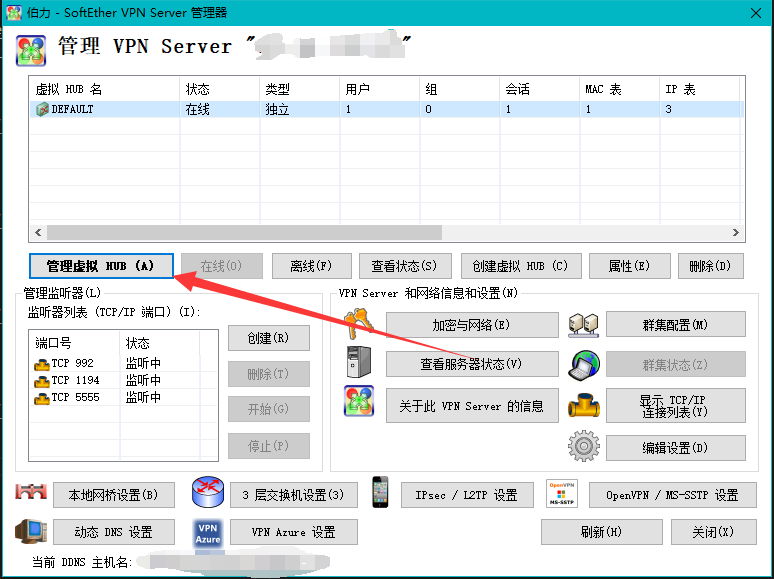 伯力 - SoftEther VPN Server 管理器
管理 VPN Server "
"
虚拟 HUB 名 状态 类型 用户 组 会话 MAC 表 IP 表
DEFAULT 在线 独立 1 0 1 1 3
管理虚拟 HUB (A) 在线(O) 离线(F) 查看状态(S) 创建虚拟 HUB (C) 属性(E) 删除(D)
管理监听器(L)
监听器列表 (TCP/IP 端口) (I):
端口号 状态
TCP 992 监听中
TCP 1194 监听中
TCP 5555 监听中
创建(R)
删除(T)
开始(G)
停止(P)
VPN Server 和网络信息和设置(N)
加密与网络(E) 群集配置(M)
查看服务器状态(V) 群集状态(Z)
关于此 VPN Server 的信息 显示 TCP/IP
连接列表(Y)
编辑设置(D)
本地网桥设置(B) 3 层交换机设置(3) IPsec / L2TP 设置 OpenVPN
MS-SSTP
OpenVPN / MS-SSTP 设置
动态 DNS 设置 VPN
Azure
VPN Azure 设置 刷新(H) 关闭(X)
当前 DDNS 主机名: